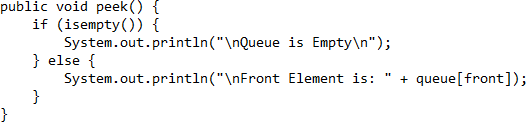 public void peek() {
    if (isempty()) {
        System.out.println("\nQueue is Empty\n");
    } else {
        System.out.println("\nFront Element is: " + queue[front]);
    }
}